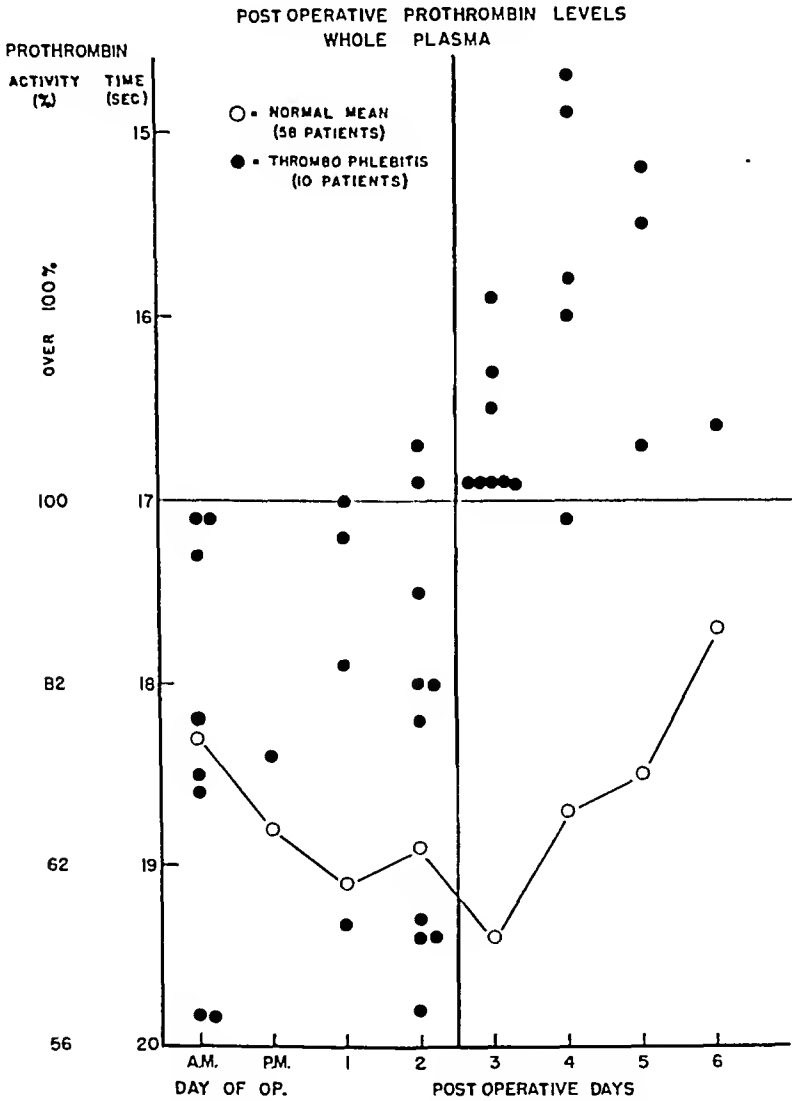 POST OPERATIVE PROTHROMBIN LEVELS
WHOLE PLASMA
PROTHROMBIN
ACTIVITY TIME
(%) (SEC)
○ = NORMAL MEAN
(58 PATIENTS)
● = THROMBO PHLEBITIS
(10 PATIENTS)
15
OVER 100%
16
100 17
82 18
62 19
56 20
A.M. P.M. 1 2 3 4 5 6
DAY OF OP. POST OPERATIVE DAYS